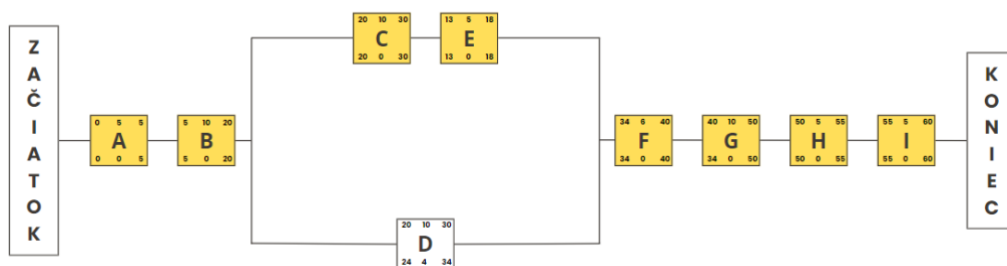 ZAČIATOK
0 5 5
A
0 0 5
5 10 20
B
5 0 20
20 10 30
C
20 0 30
13 5 18
E
13 0 18
20 10 30
D
24 4 34
34 6 40
F
34 0 40
40 10 50
G
34 0 50
50 5 55
H
50 0 55
55 5 60
I
55 0 60
KONIEC